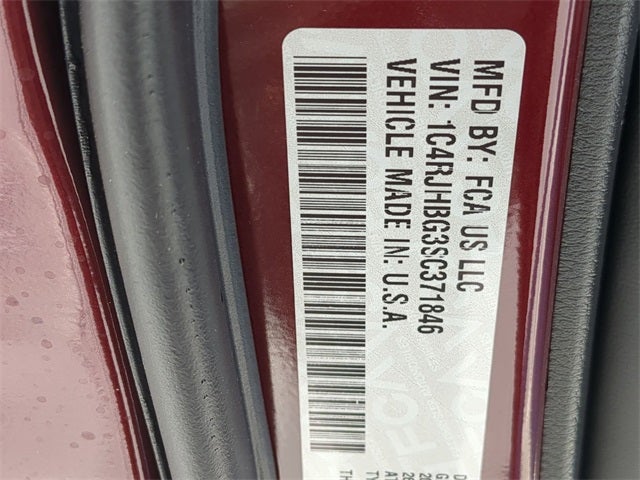 MFD BY: FCA US LLC
VIN: 1C4RJHBG3SC371846
VEHICLE MADE IN: U.S.A.